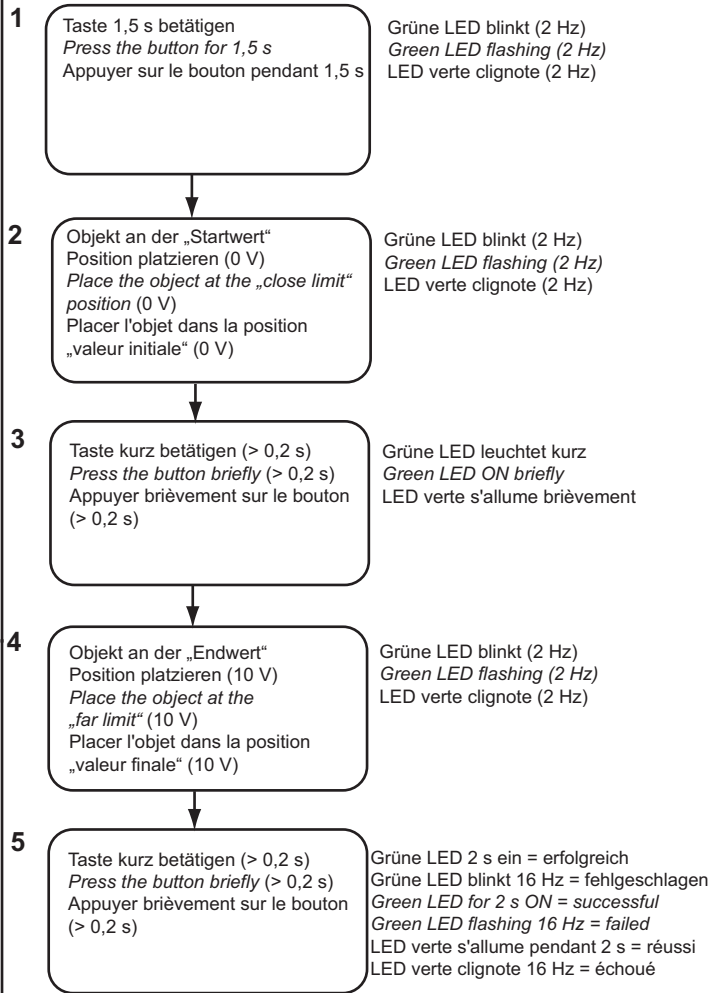 1
Taste 1,5 s betätigen
Press the button for 1,5 s
Appuyer sur le bouton pendant 1,5 s
Grüne LED blinkt (2 Hz)
Green LED flashing (2 Hz)
LED verte clignote (2 Hz)
2
Objekt an der „Startwert“
Position platzieren (0 V)
Place the object at the „close limit“
position (0 V)
Placer l'objet dans la position
„valeur initiale“ (0 V)
Grüne LED blinkt (2 Hz)
Green LED flashing (2 Hz)
LED verte clignote (2 Hz)
3
Taste kurz betätigen (> 0,2 s)
Press the button briefly (> 0,2 s)
Appuyer brièvement sur le bouton
(> 0,2 s)
Grüne LED leuchtet kurz
Green LED ON briefly
LED verte s'allume brièvement
4
Objekt an der „Endwert“
Position platzieren (10 V)
Place the object at the
„far limit“ (10 V)
Placer l'objet dans la position
„valeur finale“ (10 V)
Grüne LED blinkt (2 Hz)
Green LED flashing (2 Hz)
LED verte clignote (2 Hz)
5
Taste kurz betätigen (> 0,2 s)
Press the button briefly (> 0,2 s)
Appuyer brièvement sur le bouton
(> 0,2 s)
Grüne LED 2 s ein = erfolgreich
Grüne LED blinkt 16 Hz = fehlgeschlagen
Green LED for 2 s ON = successful
Green LED flashing 16 Hz = failed
LED verte s'allume pendant 2 s = réussi
LED verte clignote 16 Hz = échoué